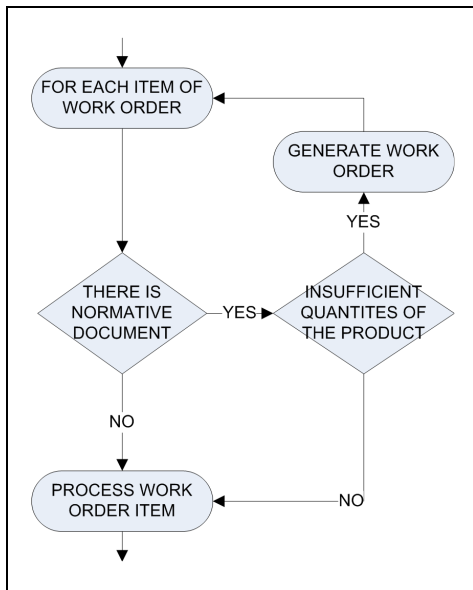 FOR EACH ITEM OF
WORK ORDER
GENERATE WORK
ORDER
YES
THERE IS
NORMATIVE
DOCUMENT
YES
INSUFFICIENT
QUANTITES OF
THE PRODUCT
NO
PROCESS WORK
ORDER ITEM
NO